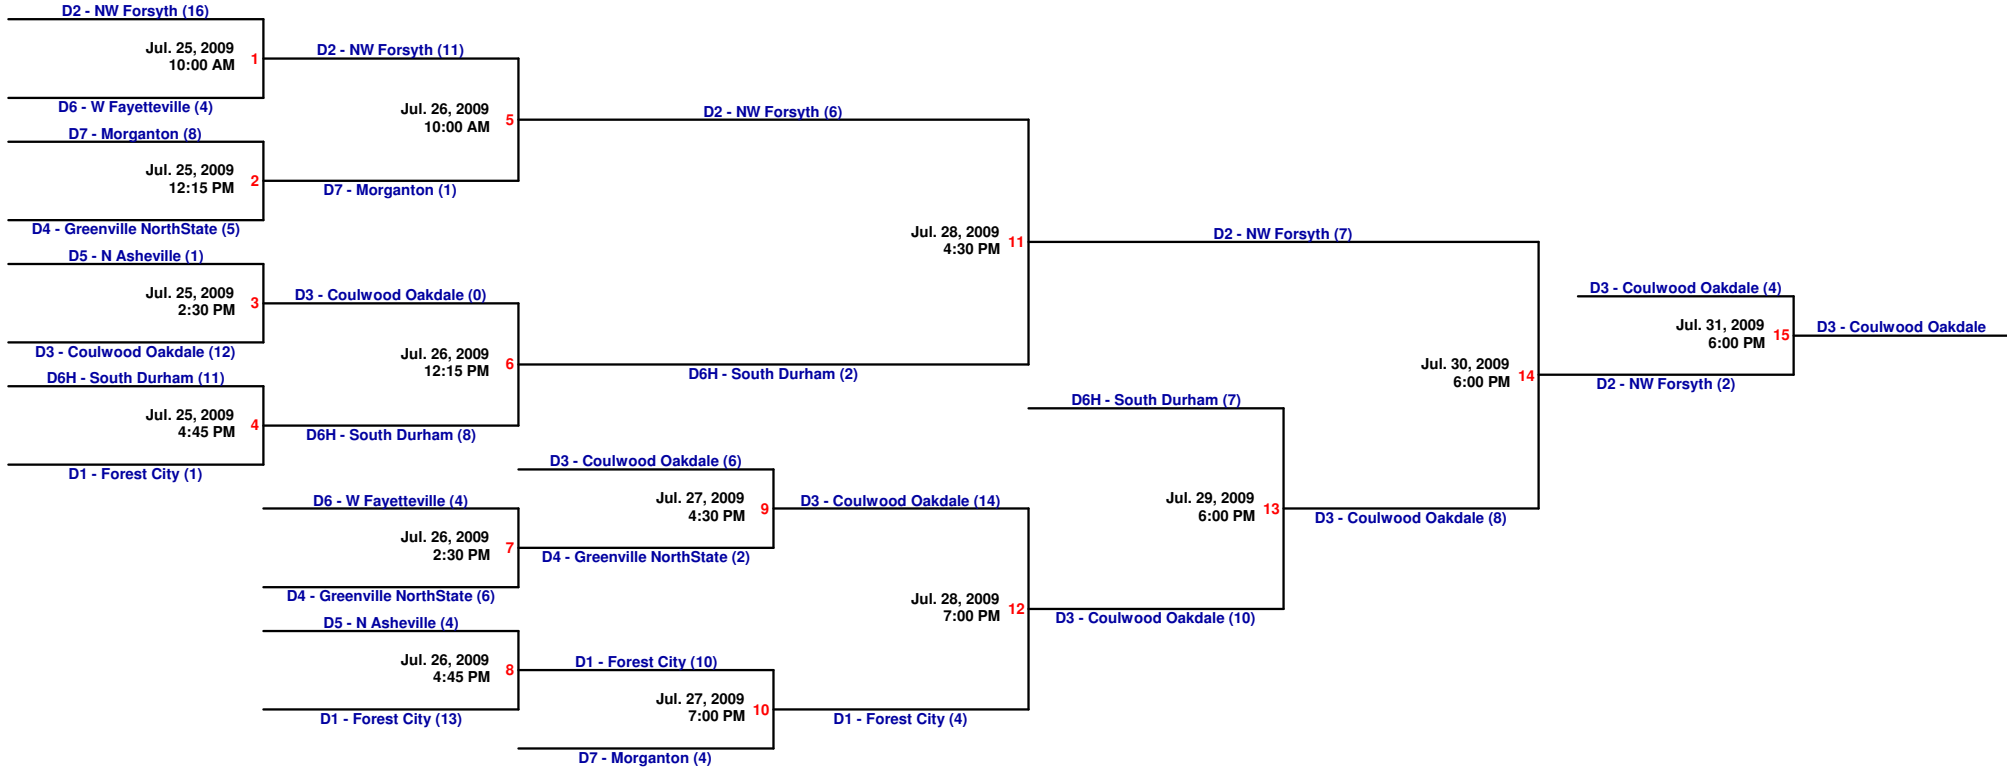 D2 - NW Forsyth (16)
Jul. 25, 2009
10:00 AM
1
D6 - W Fayetteville (4)
D7 - Morganton (8)
Jul. 25, 2009
12:15 PM
2
D4 - Greenville NorthState (5)
D5 - N Asheville (1)
Jul. 25, 2009
2:30 PM
3
D3 - Coulwood Oakdale (12)
D6H - South Durham (11)
Jul. 25, 2009
4:45 PM
4
D1 - Forest City (1)
D2 - NW Forsyth (11)
Jul. 26, 2009
10:00 AM
5
D7 - Morganton (1)
D3 - Coulwood Oakdale (0)
Jul. 26, 2009
12:15 PM
6
D6H - South Durham (8)
D6 - W Fayetteville (4)
Jul. 26, 2009
2:30 PM
7
D4 - Greenville NorthState (6)
D5 - N Asheville (4)
Jul. 26, 2009
4:45 PM
8
D1 - Forest City (13)
D3 - Coulwood Oakdale (6)
Jul. 27, 2009
4:30 PM
9
D4 - Greenville NorthState (2)
D1 - Forest City (10)
Jul. 27, 2009
7:00 PM
10
D7 - Morganton (4)
D2 - NW Forsyth (6)
Jul. 28, 2009
4:30 PM
11
D6H - South Durham (2)
D3 - Coulwood Oakdale (14)
Jul. 28, 2009
7:00 PM
12
D1 - Forest City (4)
D6H - South Durham (7)
Jul. 29, 2009
6:00 PM
13
D3 - Coulwood Oakdale (10)
D2 - NW Forsyth (7)
Jul. 30, 2009
6:00 PM
14
D3 - Coulwood Oakdale (8)
D3 - Coulwood Oakdale (4)
Jul. 31, 2009
6:00 PM
15
D2 - NW Forsyth (2)
D3 - Coulwood Oakdale